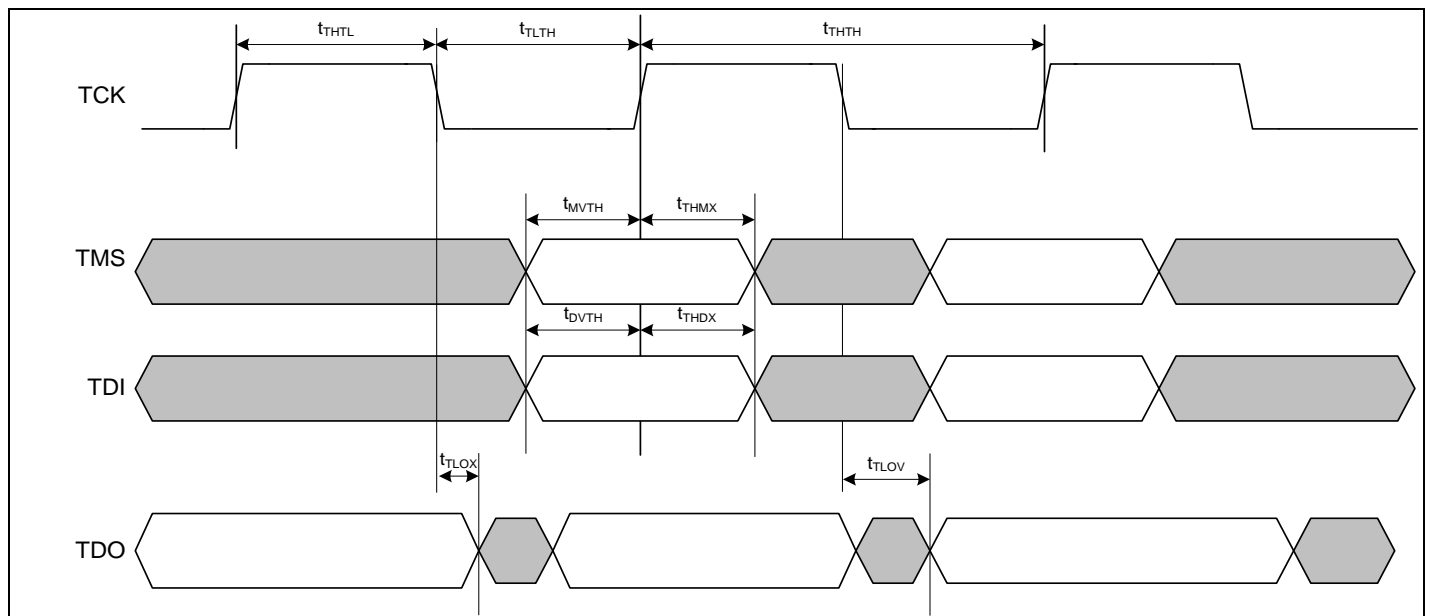 tTHTL tTLTH tTHTH
TCK
tMVTH tTHMX
TMS
tDVTH tTHDX
TDI
tTLOX tTLOV
TDO